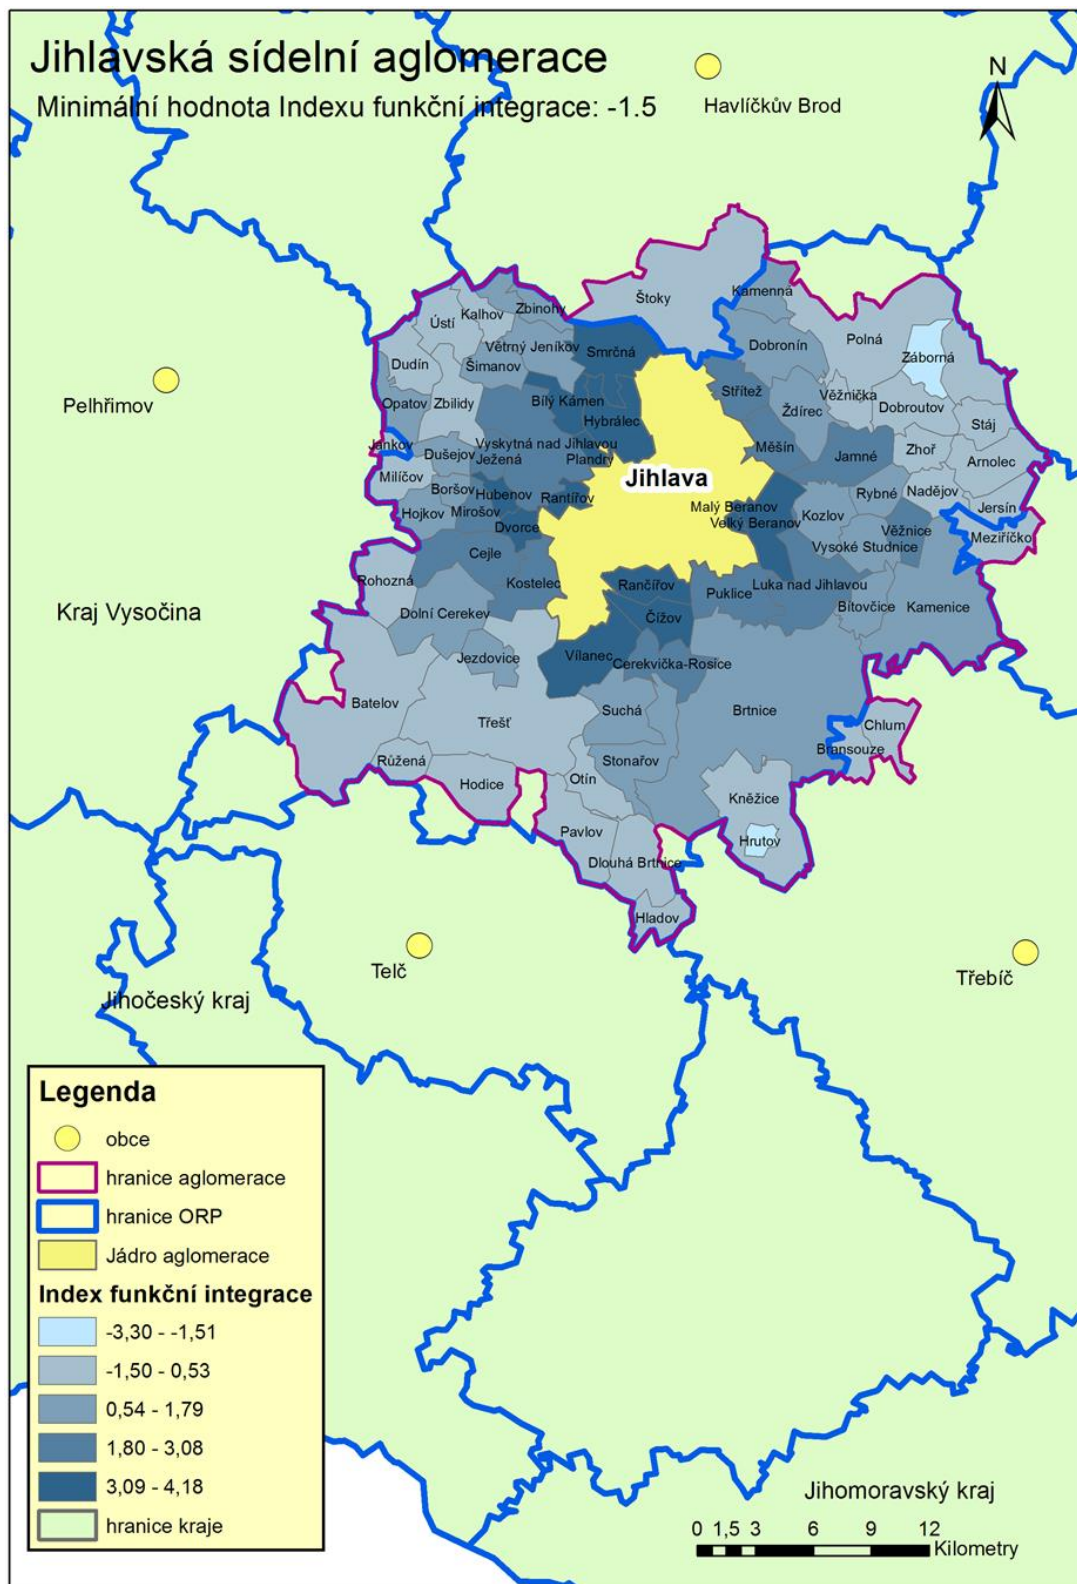 Jihlavská sídelní aglomerace
Minimální hodnota Indexu funkční integrace: -1.5
Havlíčkův Brod
N
Štoky
Kamenná
Zbinohy
Kalhov
Ústí
Polná
Dobronín
Větrný Jeníkov
Smrčná
Záborná
Dudín
Šimanov
Pelhřimov
Střítež
Věžnička
Opatov
Zbilidy
Bílý Kámen
Dobroutov
Ždírec
Hybrálec
Stáj
Jankov
Vyskytná nad Jihlavou
Měšín
Zhoř
Dušejov
Ježená
Plandry
Jamné
Arnolec
Milíčov
Jihlava
Boršov
Hubenov
Rantířov
Rybné
Nadějov
Malý Beranov
Jersín
Hojkov
Mirošov
Dvorce
Velký Beranov
Kozlov
Věžnice
Meziříčko
Vysoké Studnice
Cejle
Rohozná
Kostelec
Rančířov
Luka nad Jihlavou
Puklice
Kraj Vysočina
Dolní Cerekev
Čížov
Bítovčice
Kamenice
Jezdovice
Vílanec
Cerekvička-Rosice
Batelov
Suchá
Brtnice
Třešť
Chlum
Bransouze
Růžená
Stonařov
Hodice
Otín
Kněžice
Pavlov
Hrutov
Dlouhá Brtnice
Hladov
Telč
Třebíč
Jihočeský kraj
Legenda
obce
hranice aglomerace
hranice ORP
Jádro aglomerace
Index funkční integrace
-3,30 - -1,51
-1,50 - 0,53
0,54 - 1,79
1,80 - 3,08
3,09 - 4,18
hranice kraje
Jihomoravský kraj
0 1,5 3 6 9 12
Kilometry